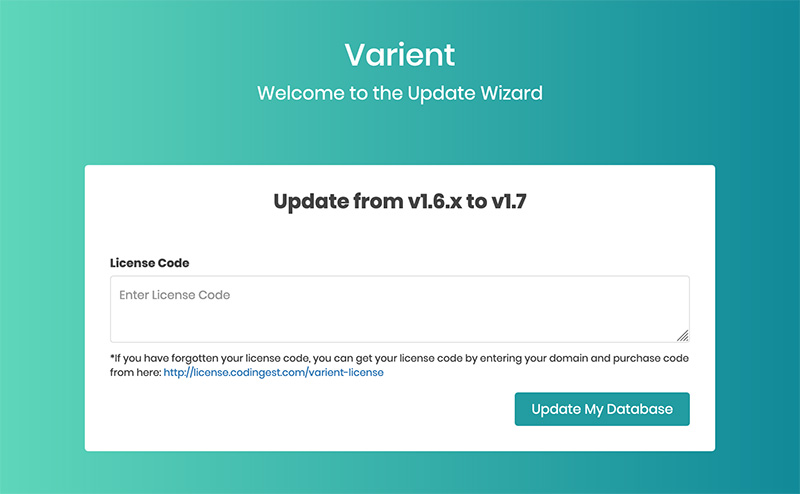 Varient
Welcome to the Update Wizard
Update from v1.6.x to v1.7
License Code
Enter License Code
*If you have forgotten your license code, you can get your license code by entering your domain and purchase code
from here: http://license.codingest.com/varient-license
Update My Database